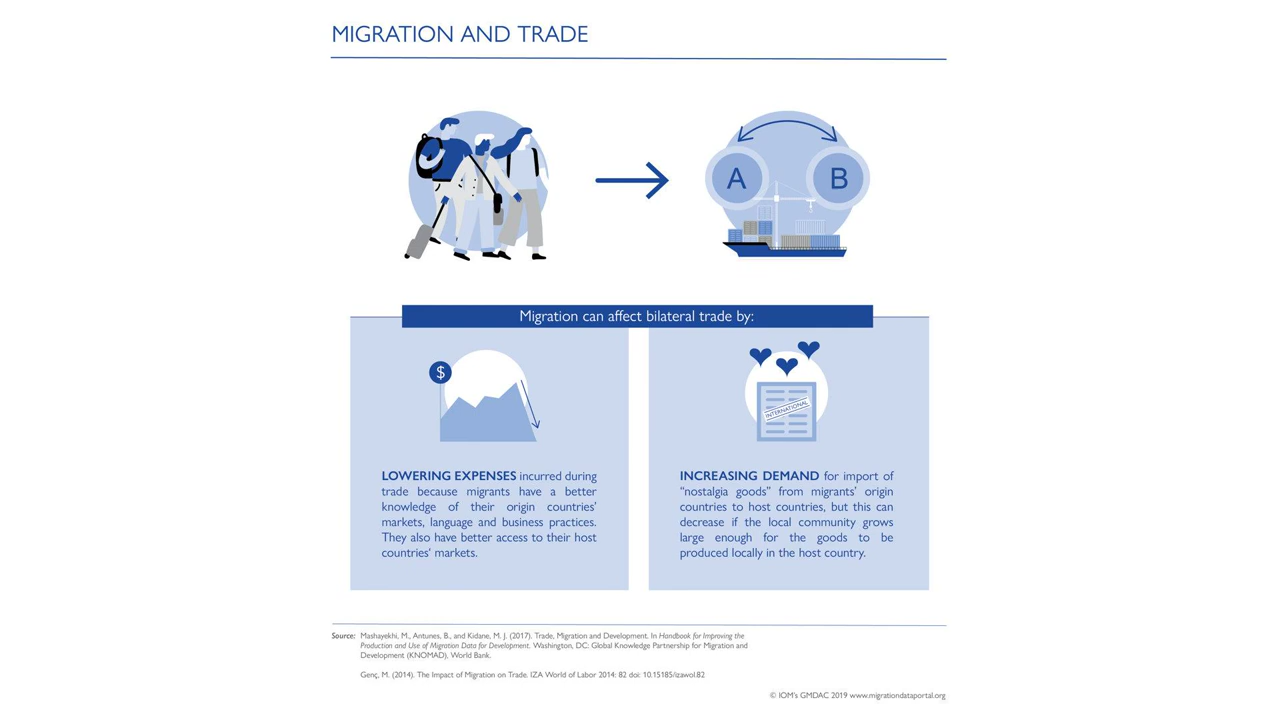 MIGRATION AND TRADE
A
B
Migration can affect bilateral trade by:
$
LOWERING EXPENSES incurred during
trade because migrants have a better
knowledge of their origin countries'
markets, language and business practices.
They also have better access to their host
countries' markets.
INTERNATIONAL
INCREASING DEMAND for import of
“nostalgia goods” from migrants' origin
countries to host countries, but this can
decrease if the local community grows
large enough for the goods to be
produced locally in the host country.
Source: Mashayekhi, M., Antunes, B., and Kidane, M. J. (2017). Trade, Migration and Development. In Handbook for Improving the
Production and Use of Migration Data for Development. Washington, DC: Global Knowledge Partnership for Migration and
Development (KNOMAD), World Bank.
Genç, M. (2014). The Impact of Migration on Trade. IZA World of Labor 2014: 82 doi: 10.15185/izawol.82
© IOM's GMDAC 2019 www.migrationdataportal.org